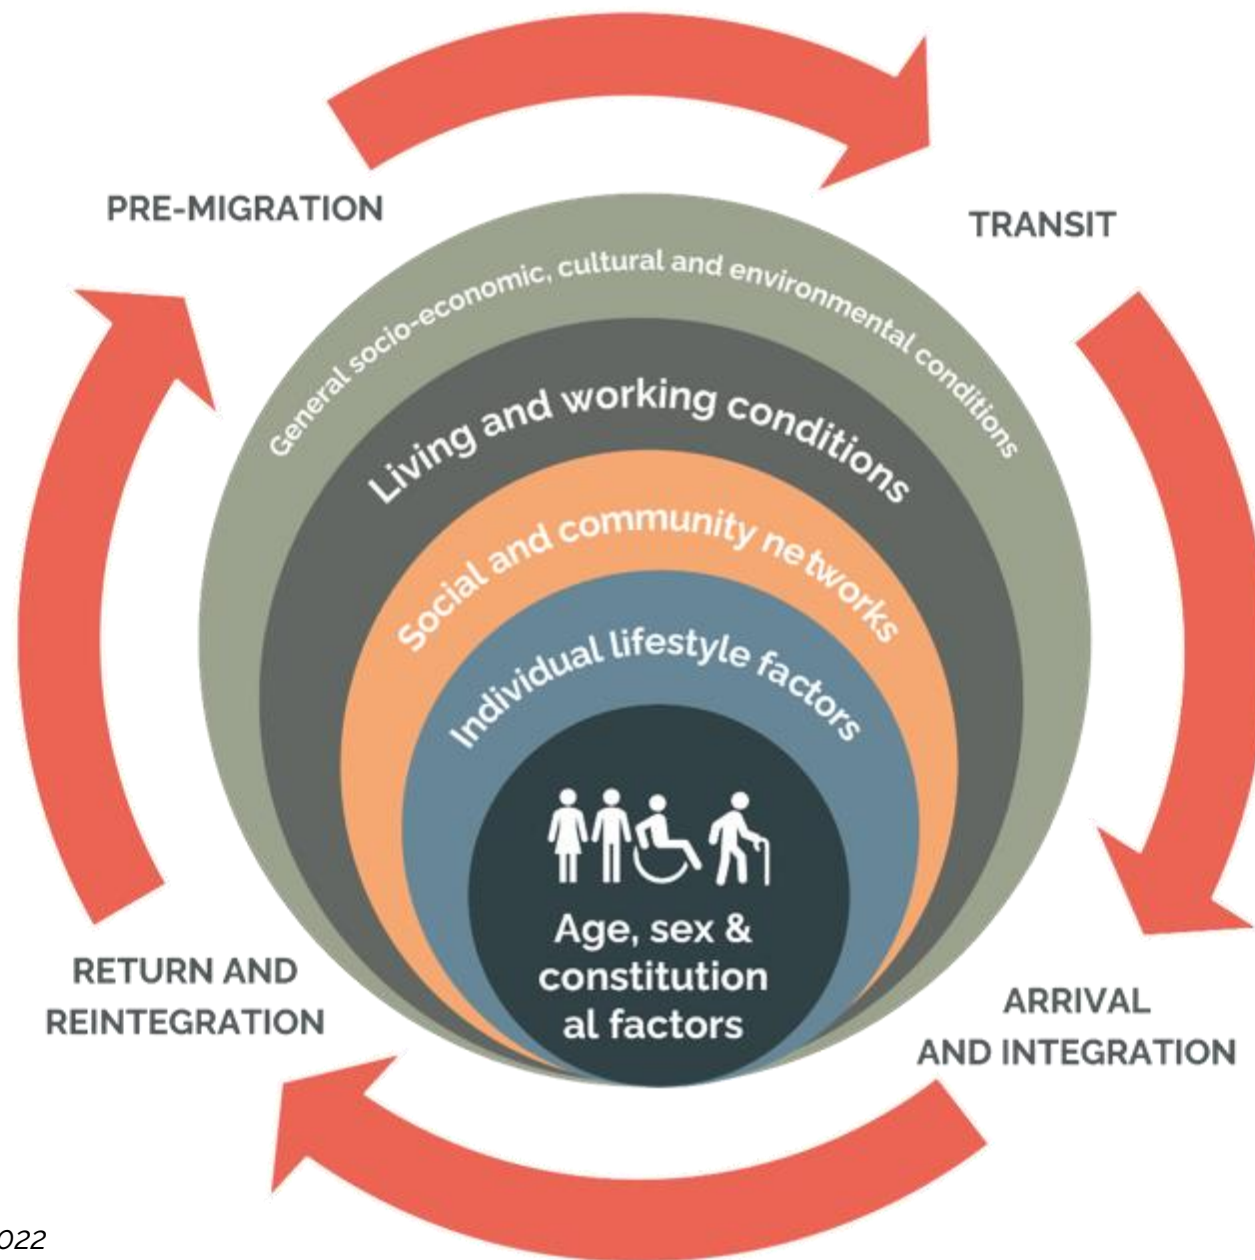 PRE-MIGRATION
TRANSIT
General socio-economic, cultural and environmental conditions
Living and working conditions
Social and community networks
Individual lifestyle factors
Age, sex &
constitution
al factors
RETURN AND
REINTEGRATION
ARRIVAL
AND INTEGRATION
022